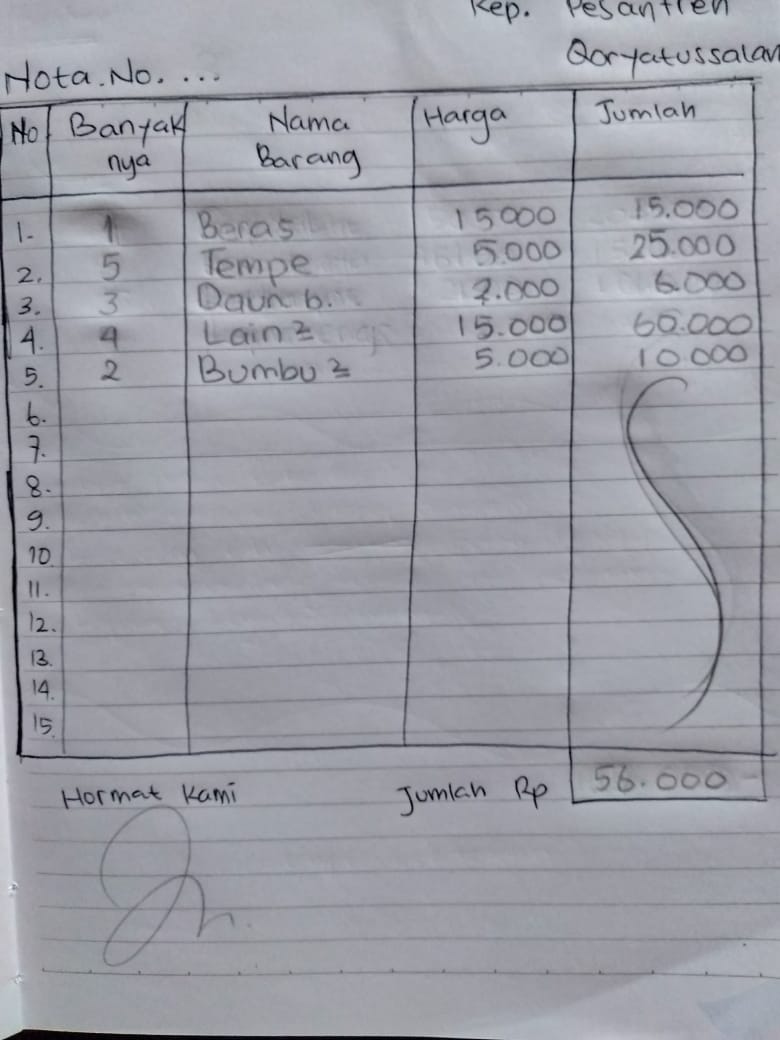 Kep. Pesantren
Qoryatussalam
Nota.No. ...
No Banyak nya Nama Barang Harga Jumlah
1. 1 Beras 15000 15.000
2. 5 Tempe 5.000 25.000
3. 3 Daun b. 2.000 6.000
4. 4 Lain2 15.000 60.000
5. 2 Bumbu2 5.000 10.000
6.
7.
8.
9.
10
11.
12.
13.
14.
15.
Hormat Kami Jumlah Rp 56.000